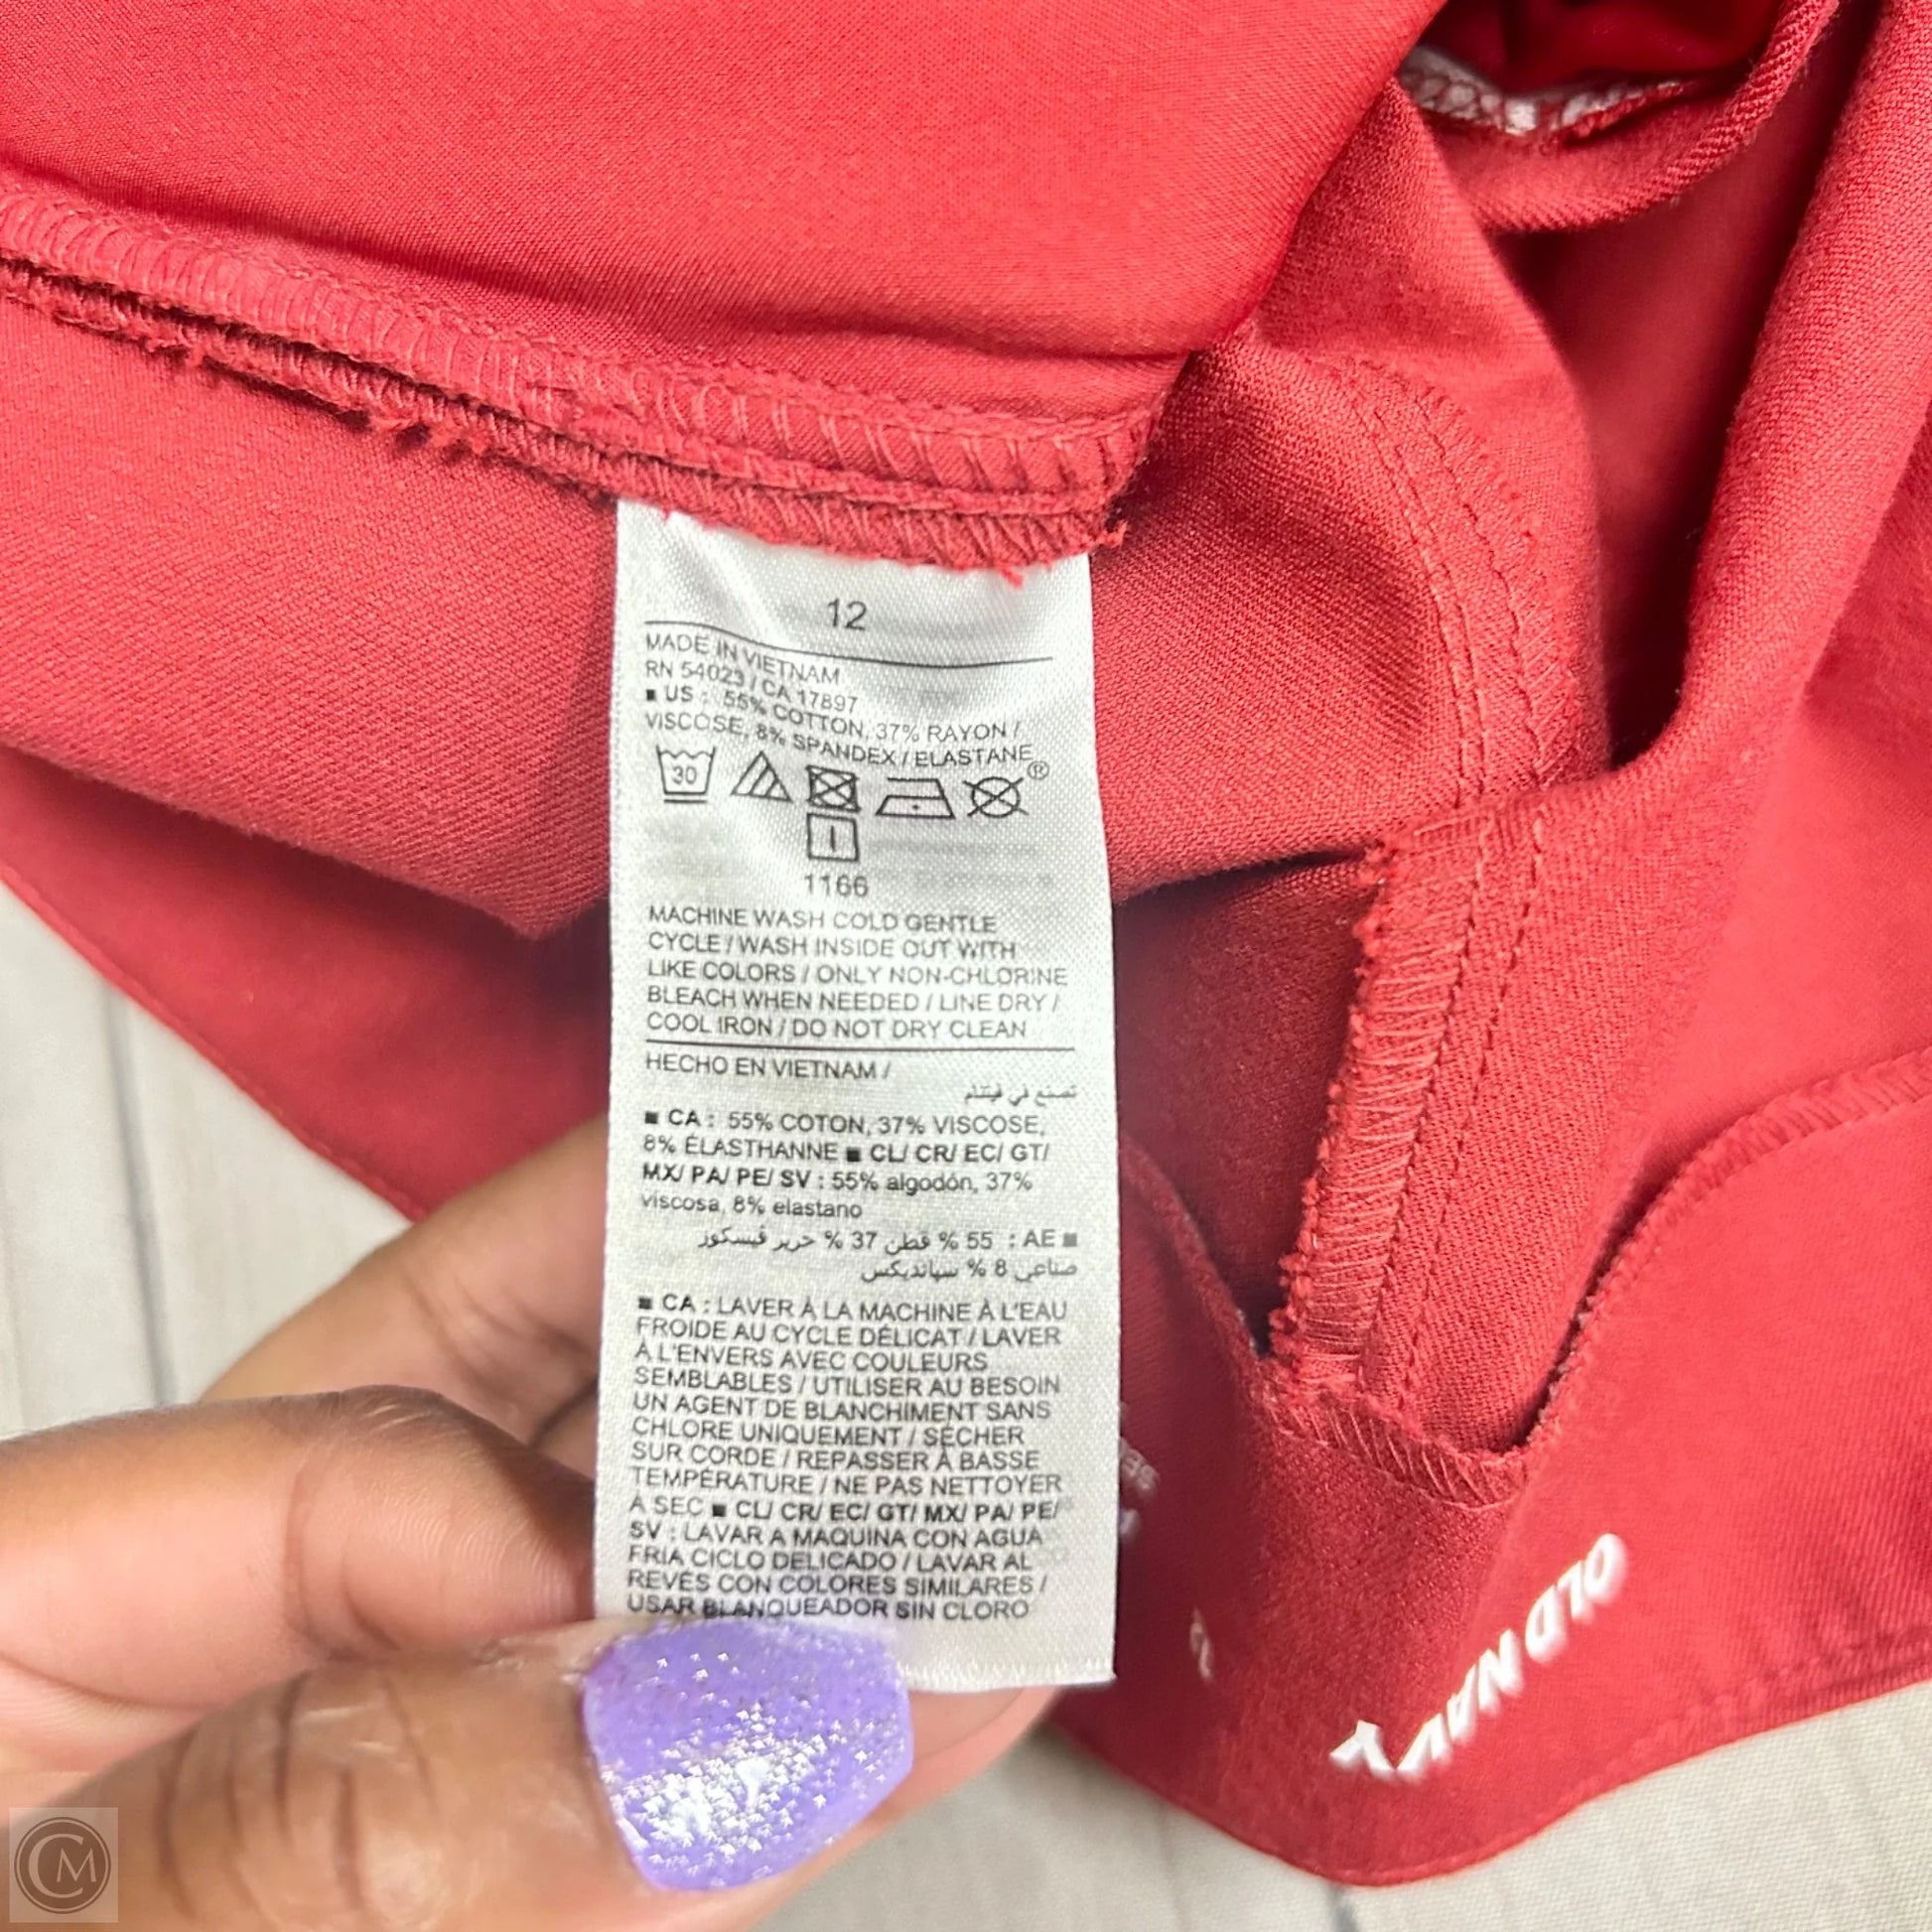 12
MADE IN VIETNAM
RN 54023 / CA 17897
■ US : 55% COTTON, 37% RAYON /
VISCOSE, 8% SPANDEX / ELASTANE
30
®
1166
MACHINE WASH COLD GENTLE
CYCLE / WASH INSIDE OUT WITH
LIKE COLORS / ONLY NON-CHLORINE
BLEACH WHEN NEEDED / LINE DRY /
COOL IRON / DO NOT DRY CLEAN
HECHO EN VIETNAM /
تصنع في فيتنام
■ CA : 55% COTON, 37% VISCOSE,
8% ÉLASTHANNE ■ CL/ CR/ EC/ GT/
MX/ PA/ PE/ SV : 55% algodón, 37%
viscosa, 8% elastano
■ AE : 55 % قطن 37 % حرير فيسكوز
صناعي 8 % سباندیکس
■ CA : LAVER À LA MACHINE À L'EAU
FROIDE AU CYCLE DÉLICAT / LAVER
À L'ENVERS AVEC COULEURS
SEMBLABLES / UTILISER AU BESOIN
UN AGENT DE BLANCHIMENT SANS
CHLORE UNIQUEMENT / SÉCHER
SUR CORDE / REPASSER À BASSE
TEMPÉRATURE / NE PAS NETTOYER
À SEC ■ CL/ CR/ EC/ GT/ MX/ PA/ PE/
SV : LAVAR A MAQUINA CON AGUA
FRIA CICLO DELICADO / LAVAR AL
REVÉS CON COLORES SIMILARES /
USAR BLANQUEADOR SIN CLORO
OLD NAVY
CM